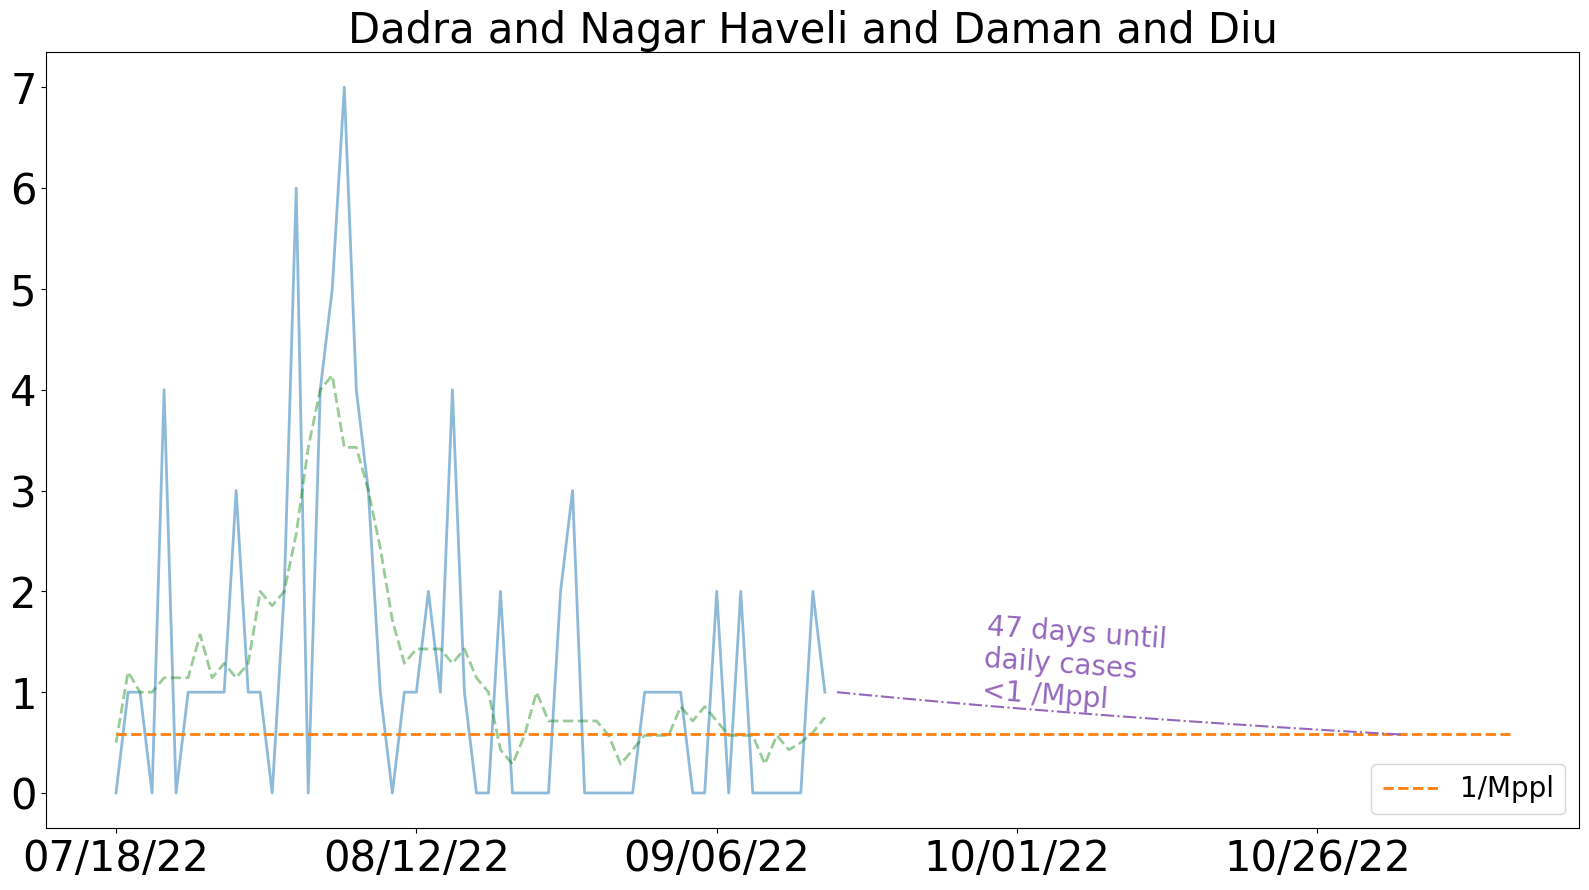 Dadra and Nagar Haveli and Daman and Diu
7
6
5
4
3
2
1
0
47 days until
daily cases
<1 /Mppl
1/Mppl
07/18/22
08/12/22
09/06/22
10/01/22
10/26/22